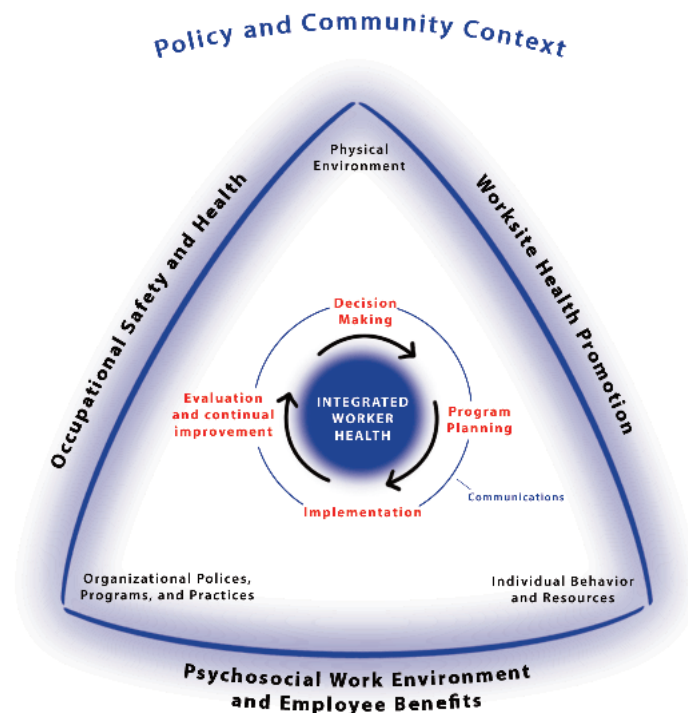 Policy and Community Context
Physical
Environment
Occupational Safety and Health
Worksite Health Promotion
Decision
Making
Evaluation
and continual
improvement
INTEGRATED
WORKER
HEALTH
Program
Planning
Communications
Implementation
Organizational Polices,
Programs, and Practices
Individual Behavior
and Resources
Psychosocial Work Environment
and Employee Benefits